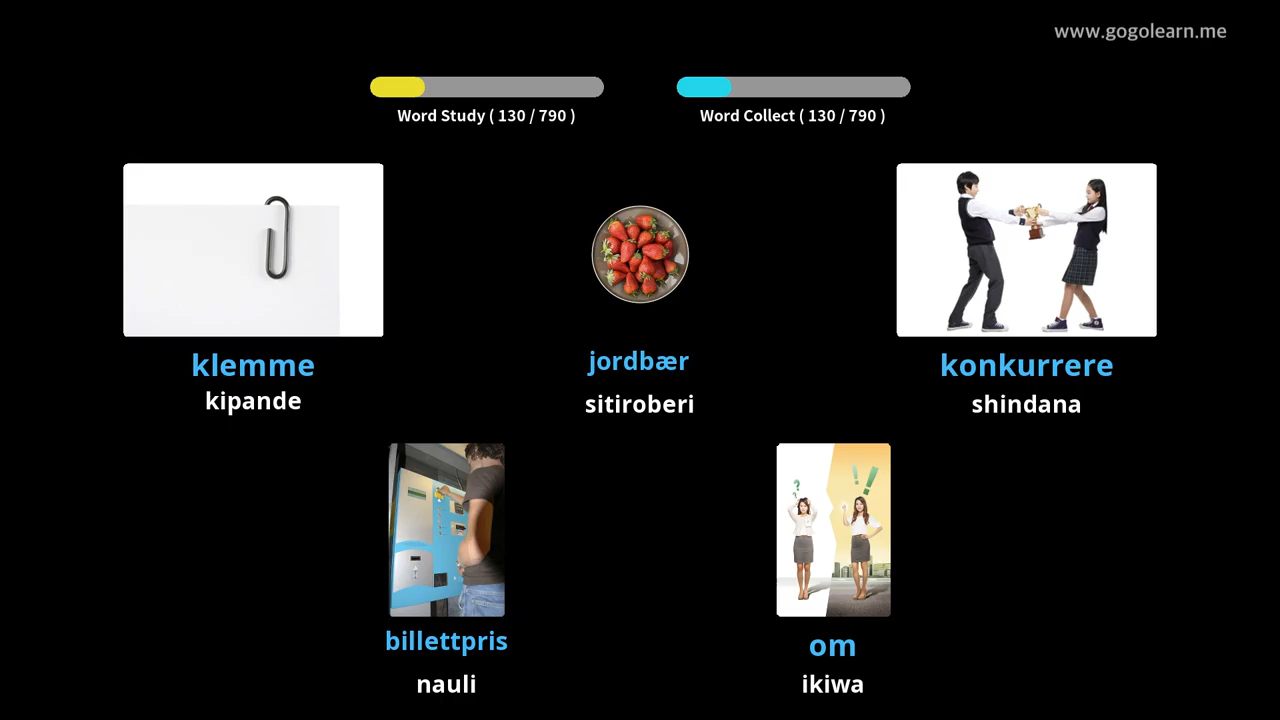 www.gogolearn.me
Word Study ( 130 / 790 )
Word Collect ( 130 / 790 )
klemme
kipande
jordbær
sitiroberi
konkurrere
shindana
billettpris
nauli
om
ikiwa